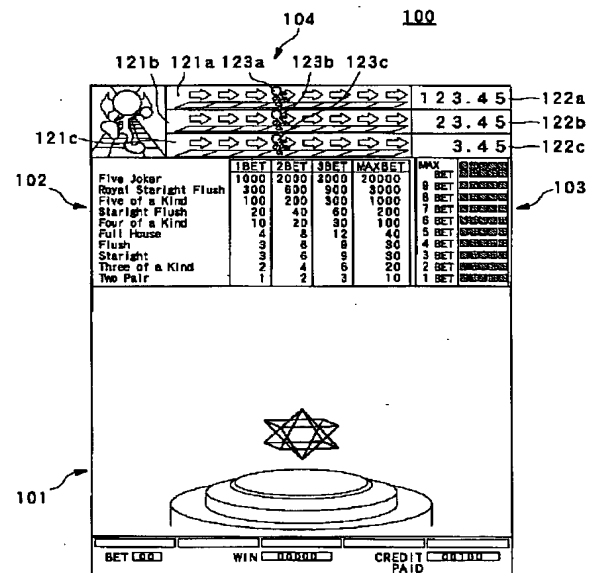 100
104
121b 121a 123a 123b 123c
123.45 122a
23.45 122b
121c 3.45 122c
1BET 2BET 3BET MAXBET
Five Joker 1000 2000 3000 20000
Royal Staright Flush 300 600 900 3000
Five of a Kind 100 200 300 1000
Staright Flush 20 40 60 200
Four of a Kind 10 20 30 100
Full House 4 8 12 40
Flush 3 6 9 30
Staright 3 6 9 30
Three of a Kind 2 4 6 20
Two Pair 1 2 3 10
MAX BET
8 BET
7 BET
6 BET
5 BET
4 BET
3 BET
2 BET
1 BET
102
103
101
BET 00 WIN 00000 CREDIT 00100
PAID